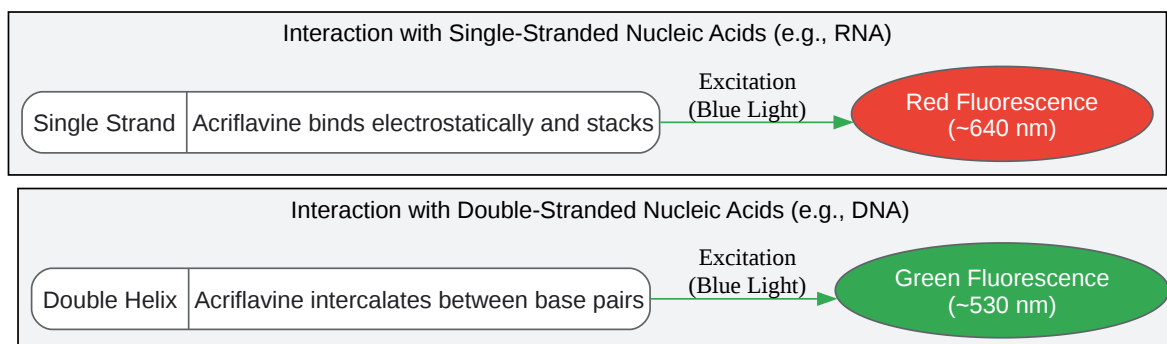 Interaction with Single-Stranded Nucleic Acids (e.g., RNA)
Single Strand
Acriflavine binds electrostatically and stacks
Excitation
(Blue Light)
Red Fluorescence
(~640 nm)
Interaction with Double-Stranded Nucleic Acids (e.g., DNA)
Double Helix
Acriflavine intercalates between base pairs
Excitation
(Blue Light)
Green Fluorescence
(~530 nm)